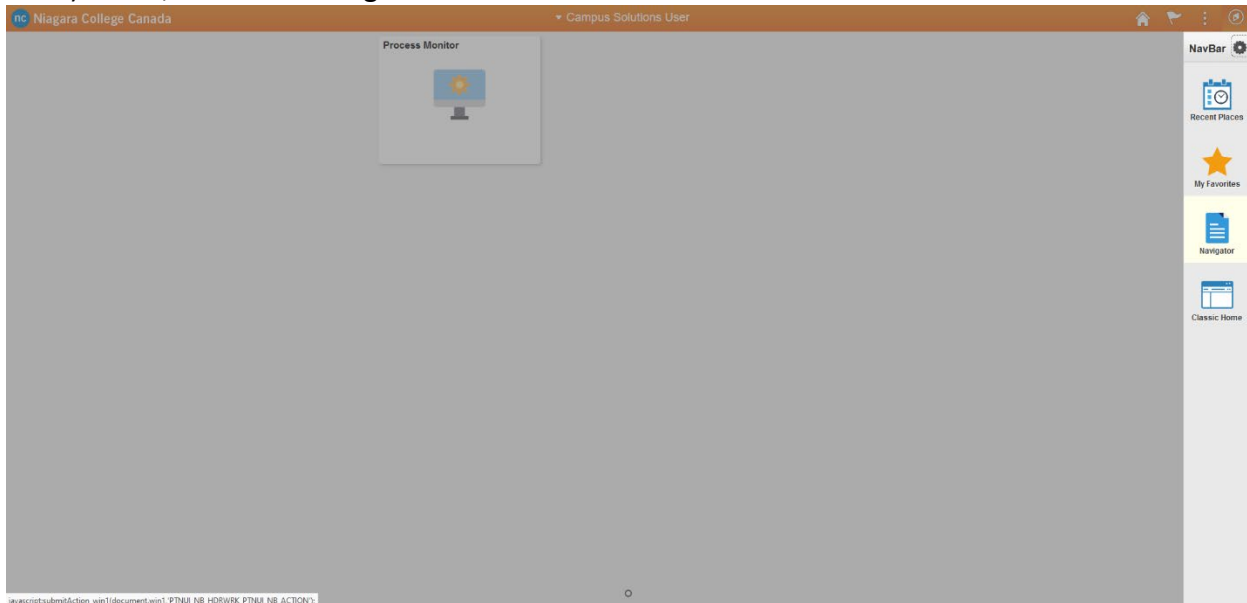 nc Niagara College Canada
Campus Solutions User
Process Monitor
NavBar
Recent Places
My Favorites
Navigator
Classic Home
javascript:submitAction_win1(document.win1,'PTNUI_NB_HDRWRK_PTNUI_NB_ACTION');